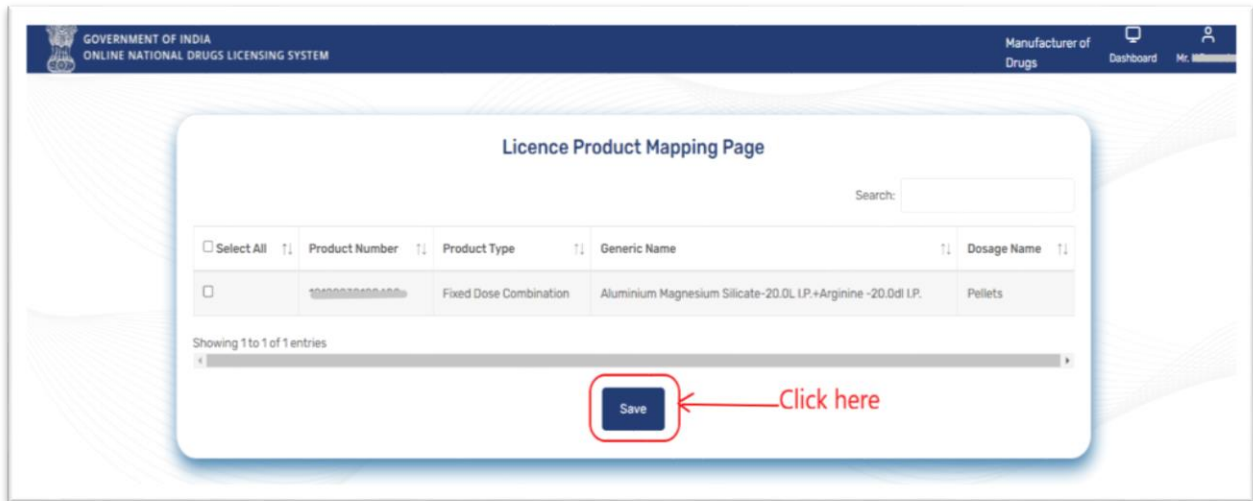 GOVERNMENT OF INDIA
ONLINE NATIONAL DRUGS LICENSING SYSTEM
Manufacturer of
Drugs
Dashboard
Mr.
Licence Product Mapping Page
Search:
Select All Product Number Product Type Generic Name Dosage Name
Fixed Dose Combination Aluminium Magnesium Silicate-20.0L I.P.+Arginine -20.0dl I.P. Pellets
Showing 1 to 1 of 1 entries
Save
Click here